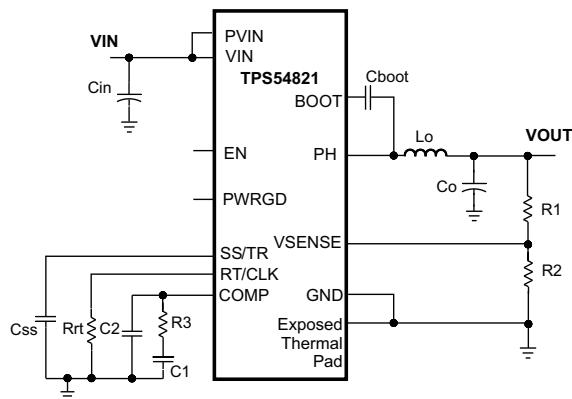 VIN
PVIN
VIN
TPS54821
Cin
BOOT
Cboot
EN
PH
Lo
VOUT
Co
R1
PWRGD
VSENSE
R2
SS/TR
RT/CLK
COMP
GND
Css
Rrt
C2
R3
C1
Exposed
Thermal
Pad